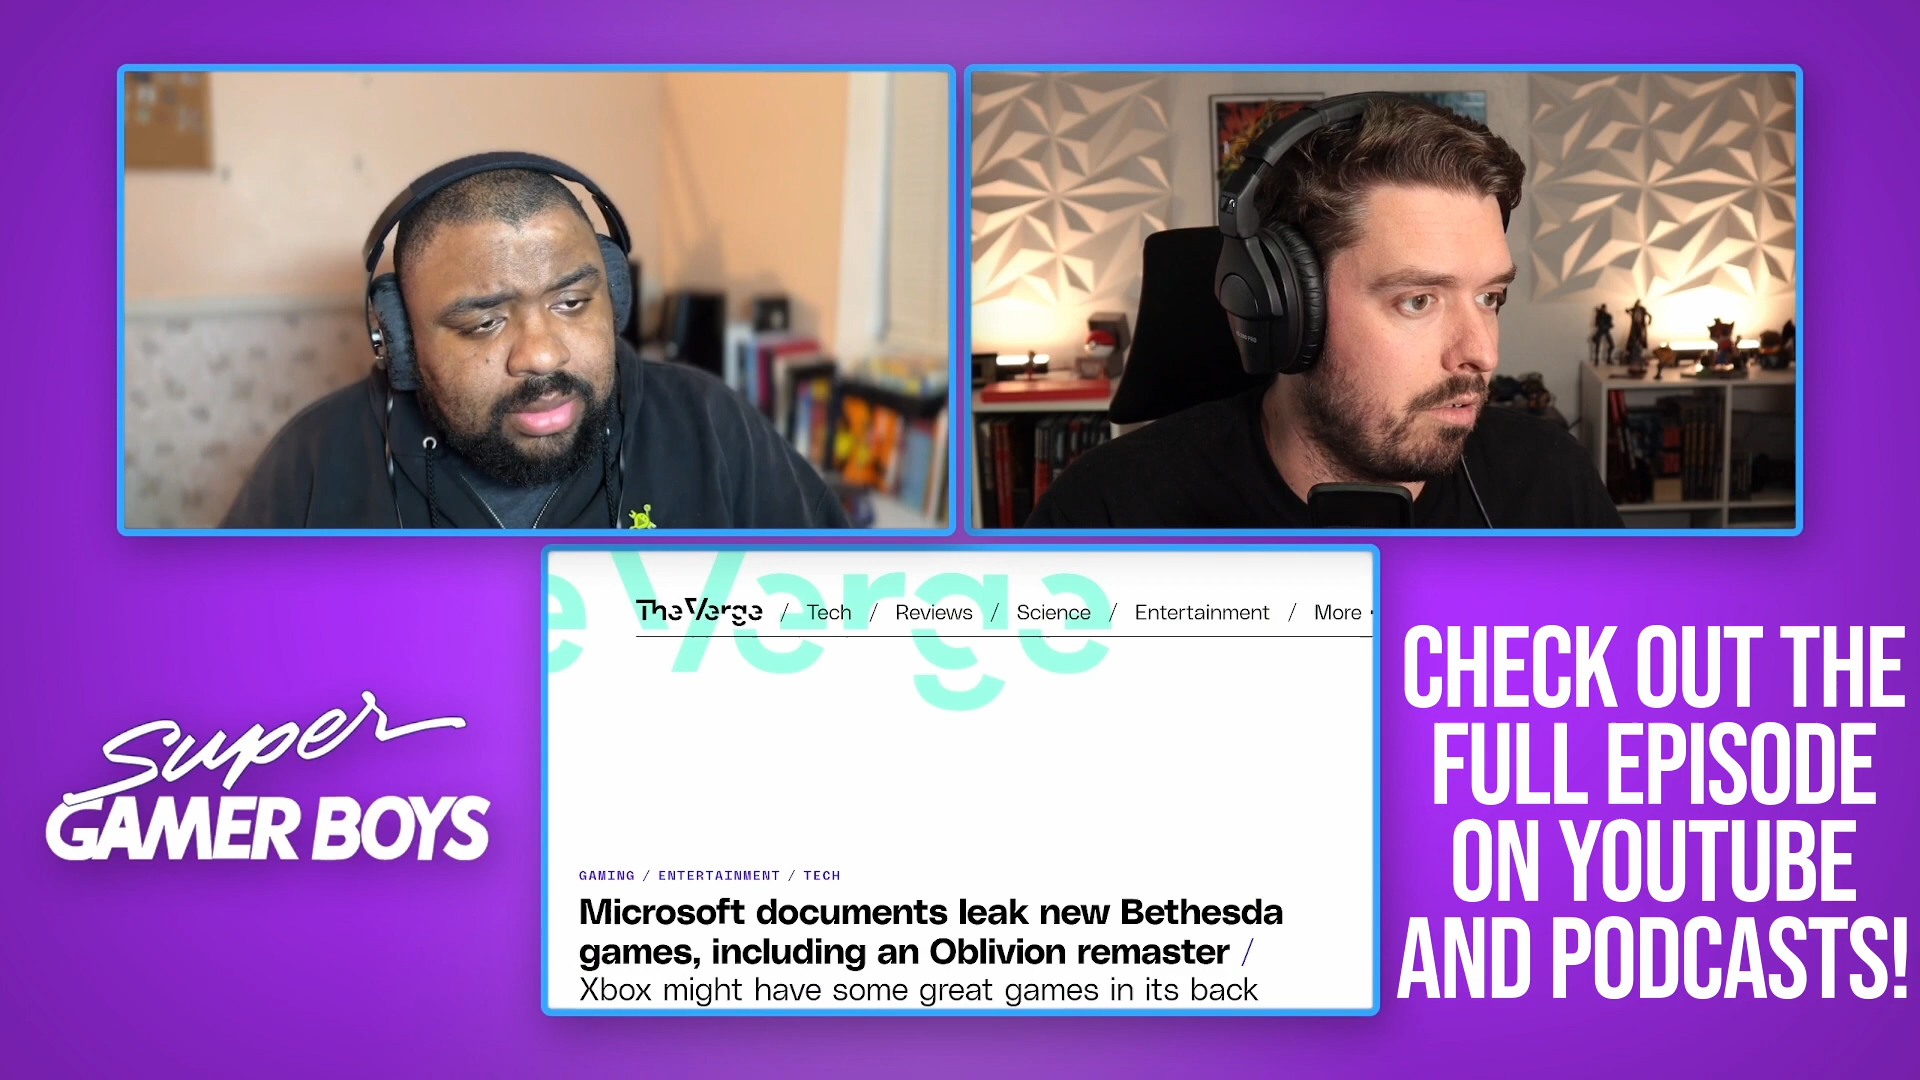 The Verge
TheVerge / Tech / Reviews / Science / Entertainment / More
GAMING / ENTERTAINMENT / TECH
Microsoft documents leak new Bethesda
games, including an Oblivion remaster /
Xbox might have some great games in its back
Super
GAMER BOYS
CHECK OUT THE
FULL EPISODE
ON YOUTUBE
AND PODCASTS!